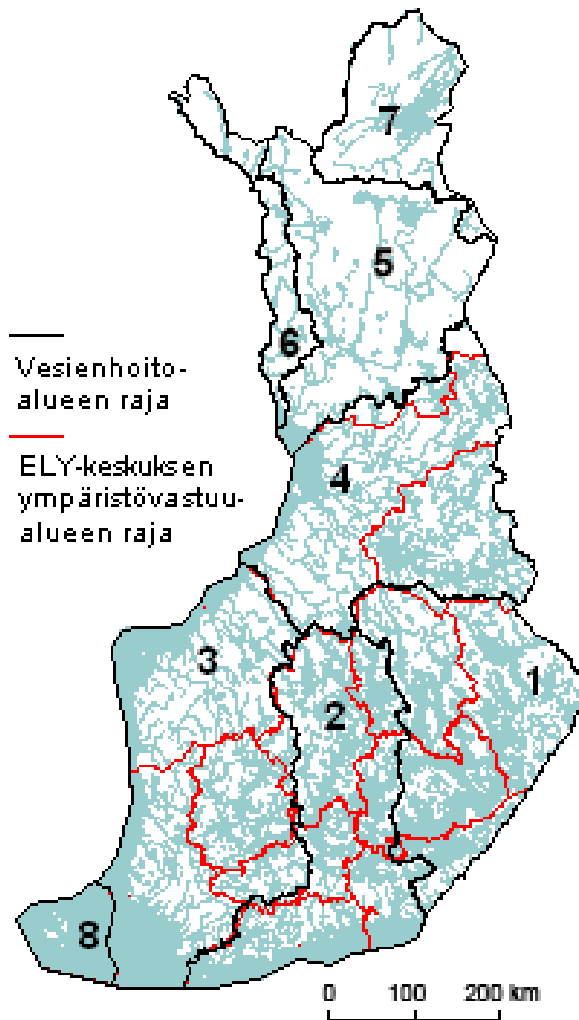 7
5
6
Vesienhoito-
alueen raja
ELY-keskuksen
ympäristövastuu-
alueen raja
4
3
1
2
8
0 100 200 km